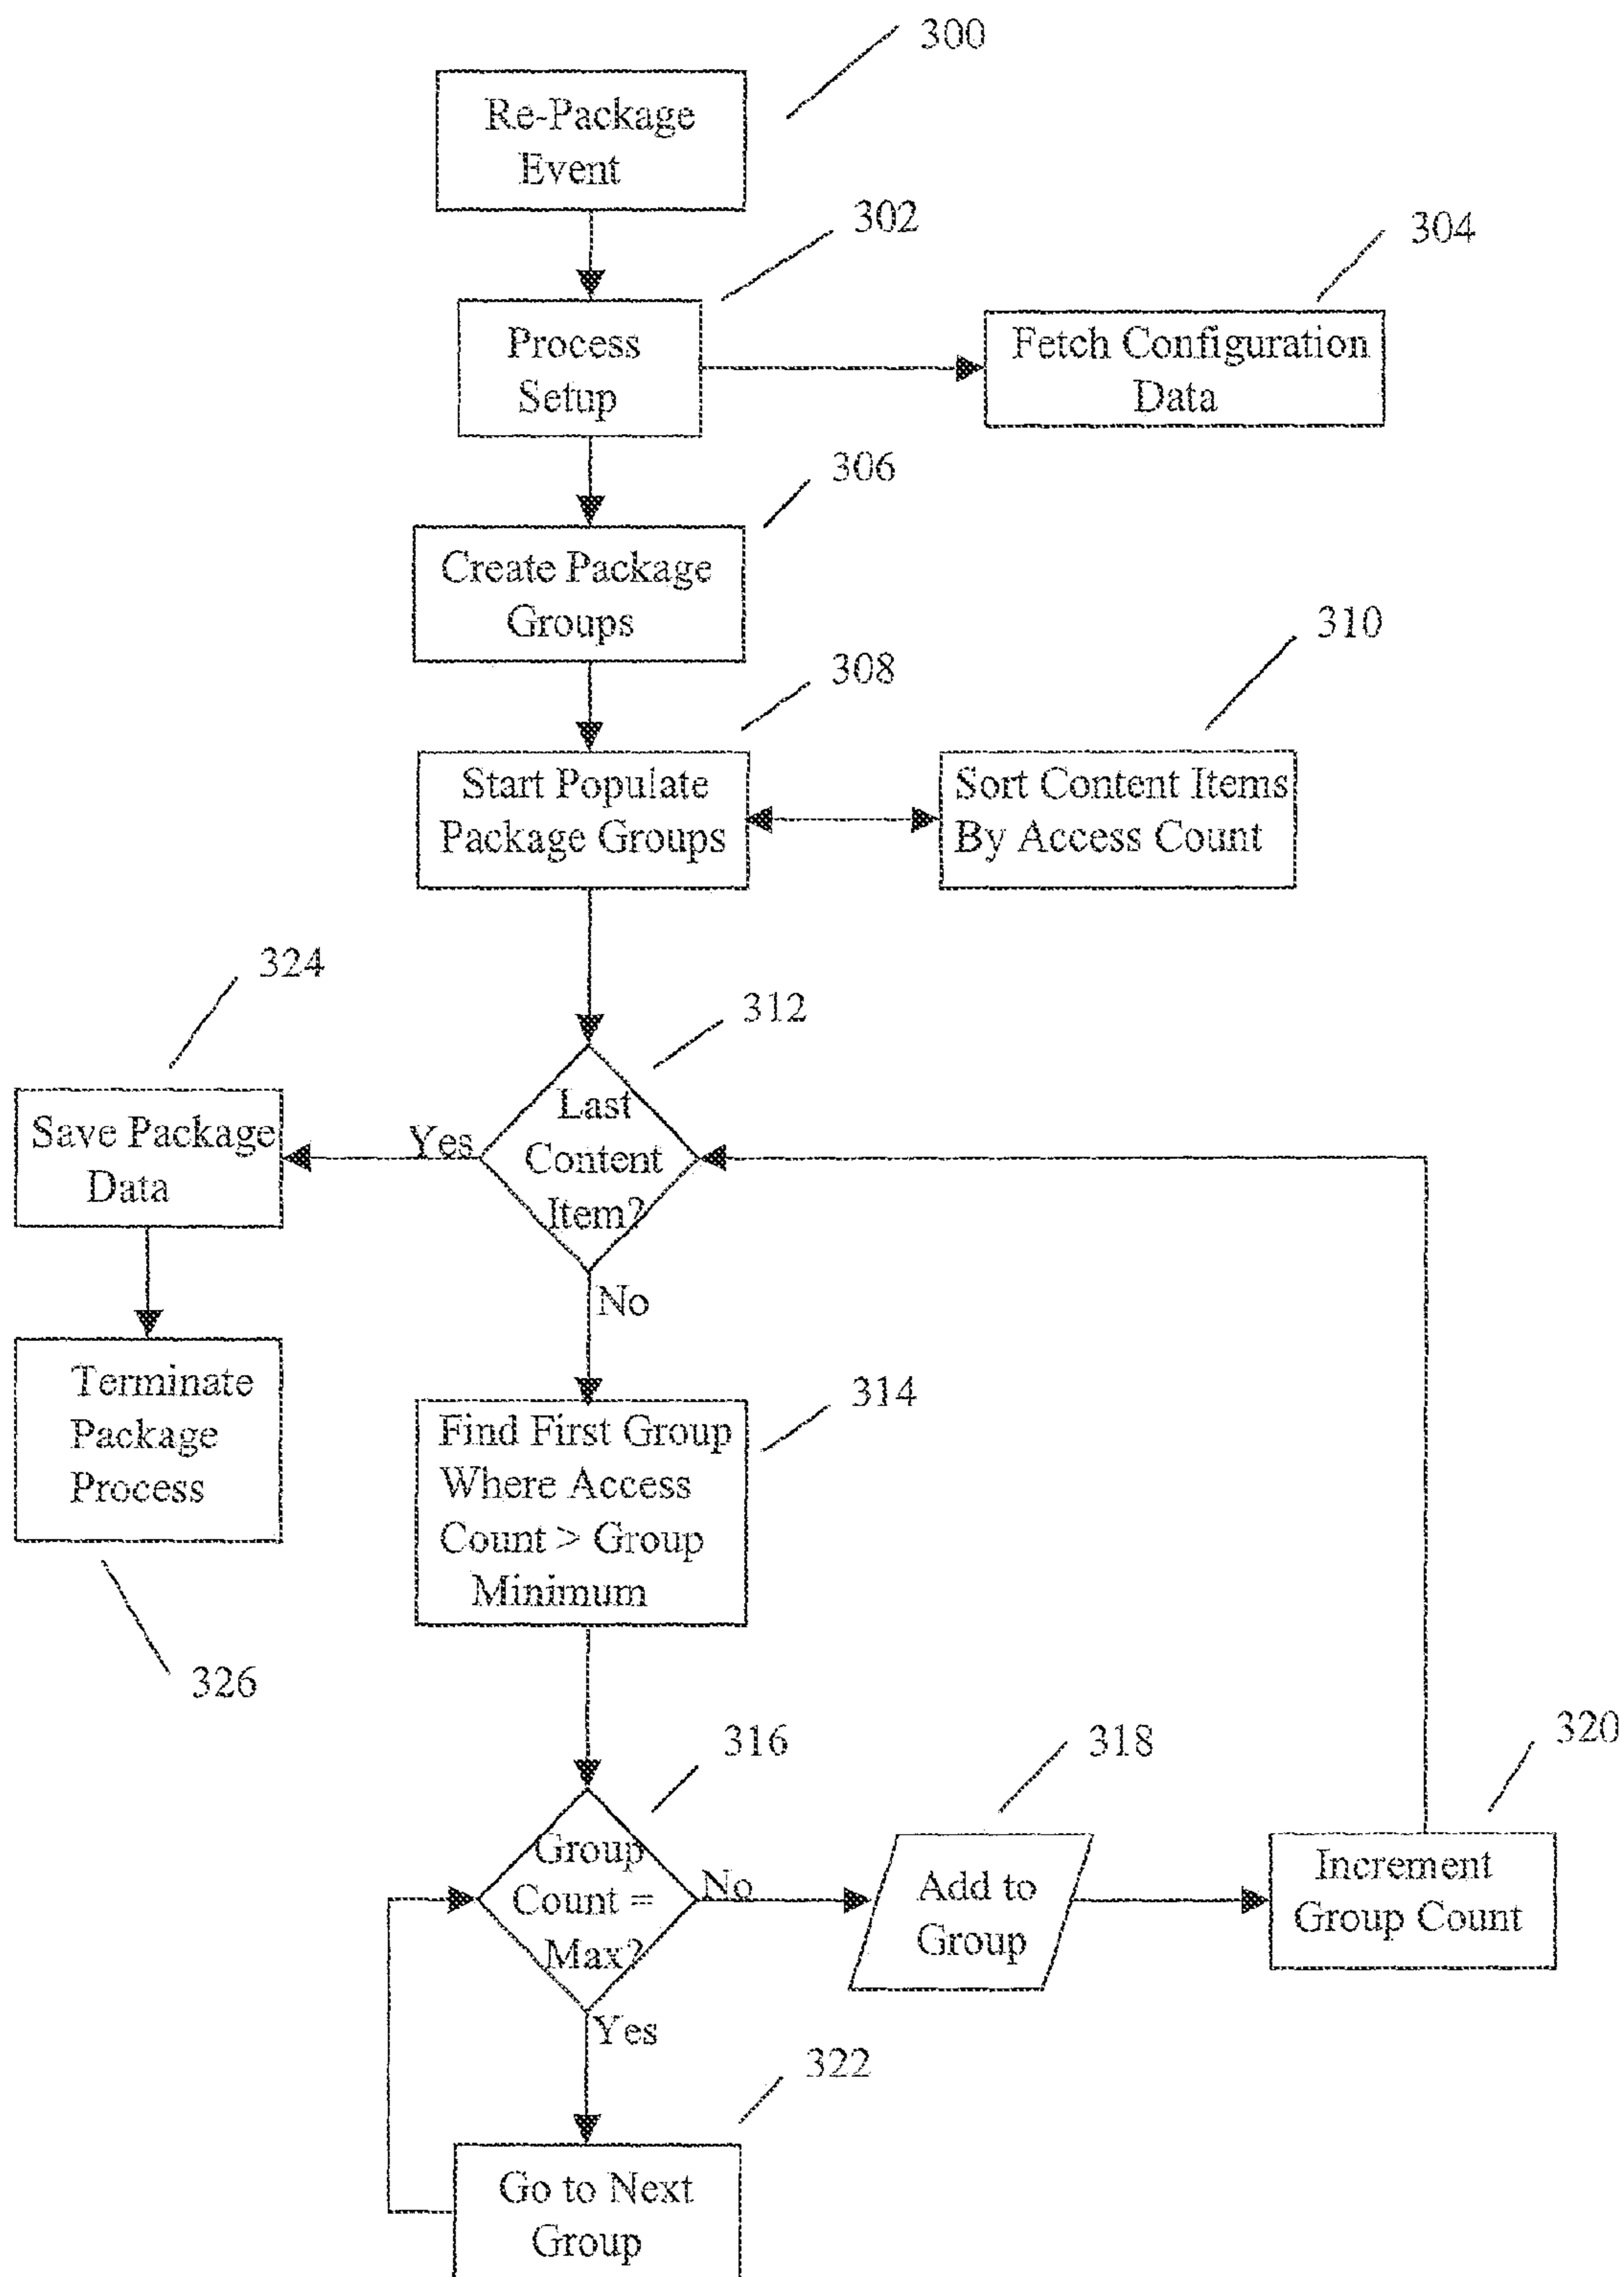 300
Re-Package
Event
302
304
Process
Setup
Fetch Configuration
Data
306
Create Package
Groups
308
310
Start Populate
Package Groups
Sort Content Items
By Access Count
324
312
Save Package
Data
Yes
Last
Content
Item?
No
Terminate
Package
Process
326
314
Find First Group
Where Access
Count > Group
Minimum
316
318
320
Group
Count =
Max?
No
Add to
Group
Increment
Group Count
Yes
322
Go to Next
Group